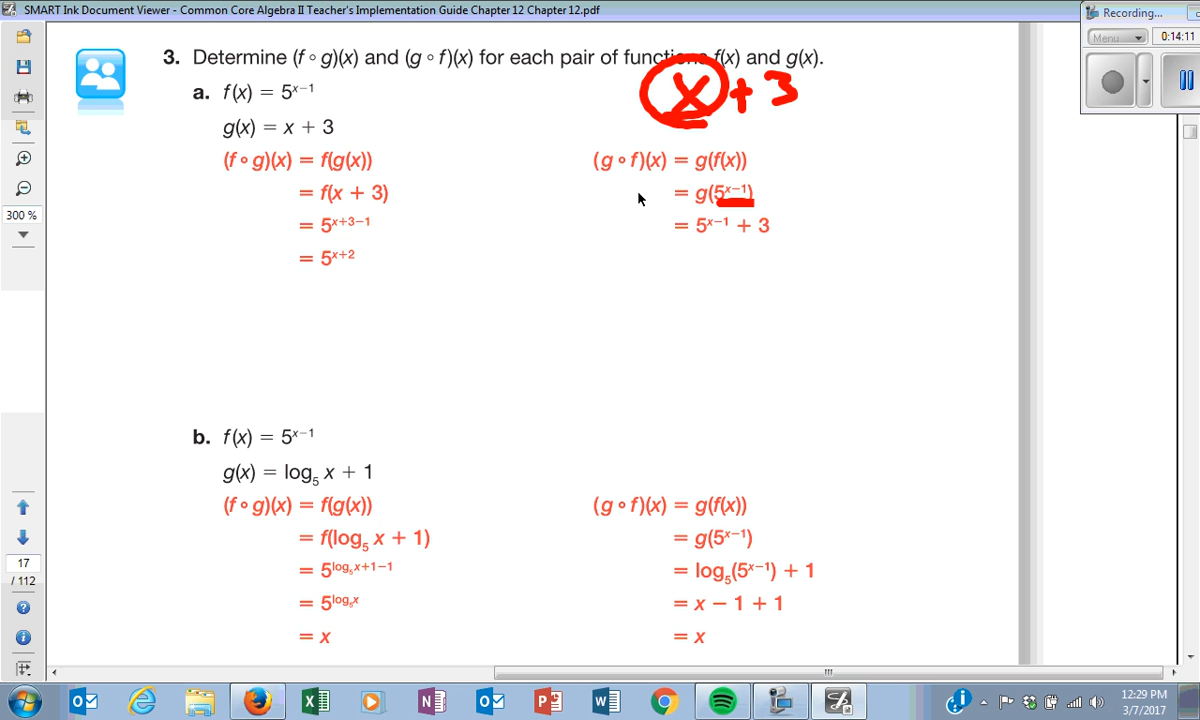 SMART Ink Document Viewer - Common Core Algebra II Teacher's Implementation Guide Chapter 12 Chapter 12.pdf
Recording...
Menu
0:14:11
3. Determine (f ∘ g)(x) and (g ∘ f)(x) for each pair of functions f(x) and g(x).
x + 3
a. f(x) = 5^(x−1)
g(x) = x + 3
(f ∘ g)(x) = f(g(x))
= f(x + 3)
= 5^(x+3−1)
= 5^(x+2)
(g ∘ f)(x) = g(f(x))
= g(5^(x−1))
= 5^(x−1) + 3
300 %
b. f(x) = 5^(x−1)
g(x) = log₅ x + 1
(f ∘ g)(x) = f(g(x))
= f(log₅ x + 1)
= 5^(log₅x+1−1)
= 5^(log₅x)
= x
(g ∘ f)(x) = g(f(x))
= g(5^(x−1))
= log₅(5^(x−1)) + 1
= x − 1 + 1
= x
17
/ 112
12:29 PM
3/7/2017